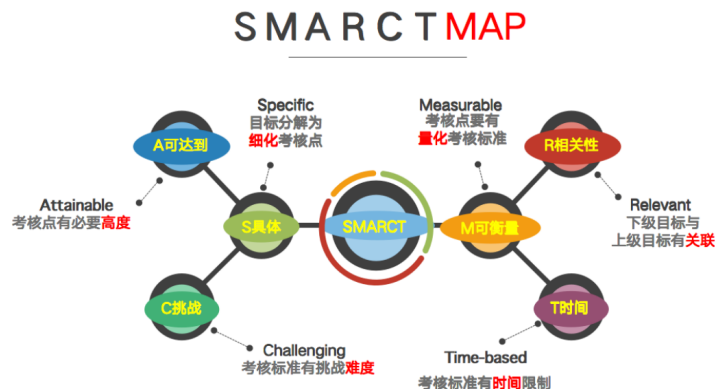 SMARCTMAP
Specific
目标分解为
细化考核点
Measurable
考核点要有
量化考核标准
A可达到
R相关性
Attainable
考核点有必要高度
Relevant
下级目标与
上级目标有关联
S具体
SMARCT
M可衡量
C挑战
T时间
Challenging
考核标准有挑战难度
Time-based
考核标准有时间限制